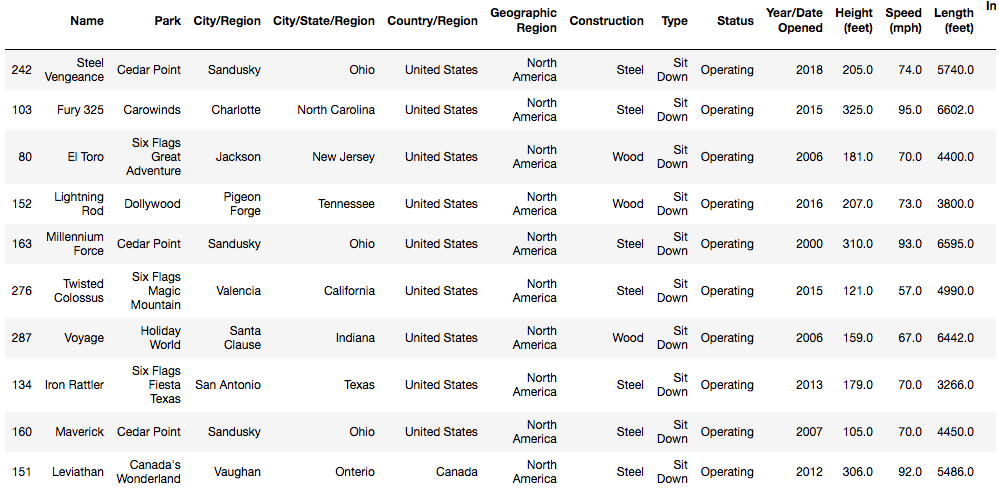 Name Park City/Region City/State/Region Country/Region Geographic Region Construction Type Status Year/Date Opened Height (feet) Speed (mph) Length (feet) In
242 Steel Vengeance Cedar Point Sandusky Ohio United States North America Steel Sit Down Operating 2018 205.0 74.0 5740.0
103 Fury 325 Carowinds Charlotte North Carolina United States North America Steel Sit Down Operating 2015 325.0 95.0 6602.0
80 El Toro Six Flags Great Adventure Jackson New Jersey United States North America Wood Sit Down Operating 2006 181.0 70.0 4400.0
152 Lightning Rod Dollywood Pigeon Forge Tennessee United States North America Wood Sit Down Operating 2016 207.0 73.0 3800.0
163 Millennium Force Cedar Point Sandusky Ohio United States North America Steel Sit Down Operating 2000 310.0 93.0 6595.0
276 Twisted Colossus Six Flags Magic Mountain Valencia California United States North America Steel Sit Down Operating 2015 121.0 57.0 4990.0
287 Voyage Holiday World Santa Clause Indiana United States North America Wood Sit Down Operating 2006 159.0 67.0 6442.0
134 Iron Rattler Six Flags Fiesta Texas San Antonio Texas United States North America Steel Sit Down Operating 2013 179.0 70.0 3266.0
160 Maverick Cedar Point Sandusky Ohio United States North America Steel Sit Down Operating 2007 105.0 70.0 4450.0
151 Leviathan Canada's Wonderland Vaughan Onterio Canada North America Steel Sit Down Operating 2012 306.0 92.0 5486.0